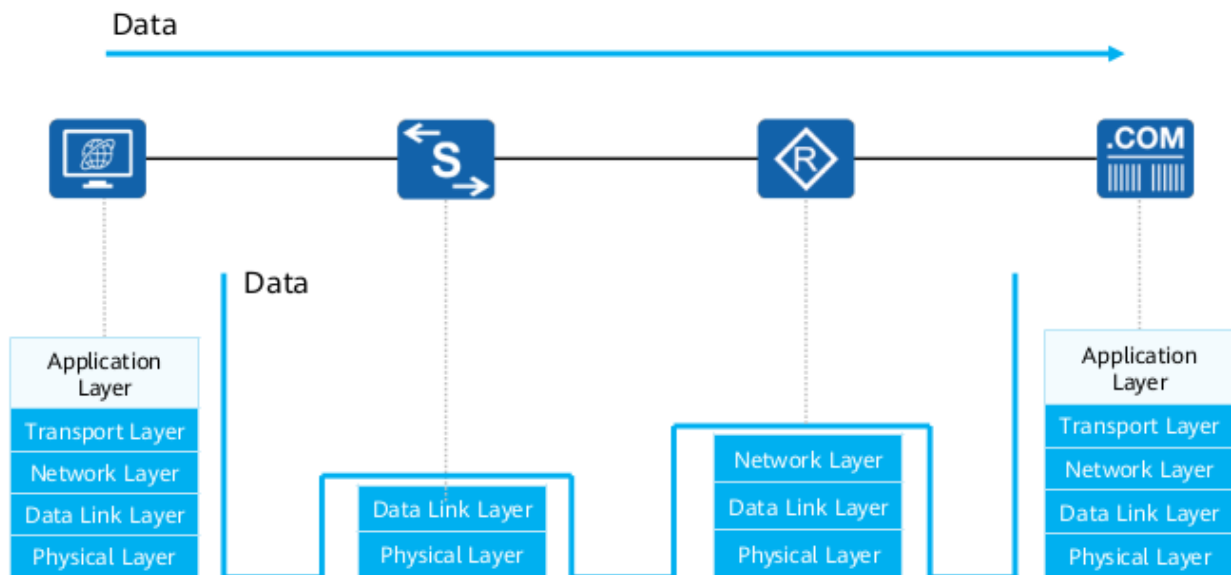 Data
S
R
.COM
Data
Application
Layer
Transport Layer
Network Layer
Data Link Layer
Physical Layer
Data Link Layer
Physical Layer
Network Layer
Data Link Layer
Physical Layer
Application
Layer
Transport Layer
Network Layer
Data Link Layer
Physical Layer